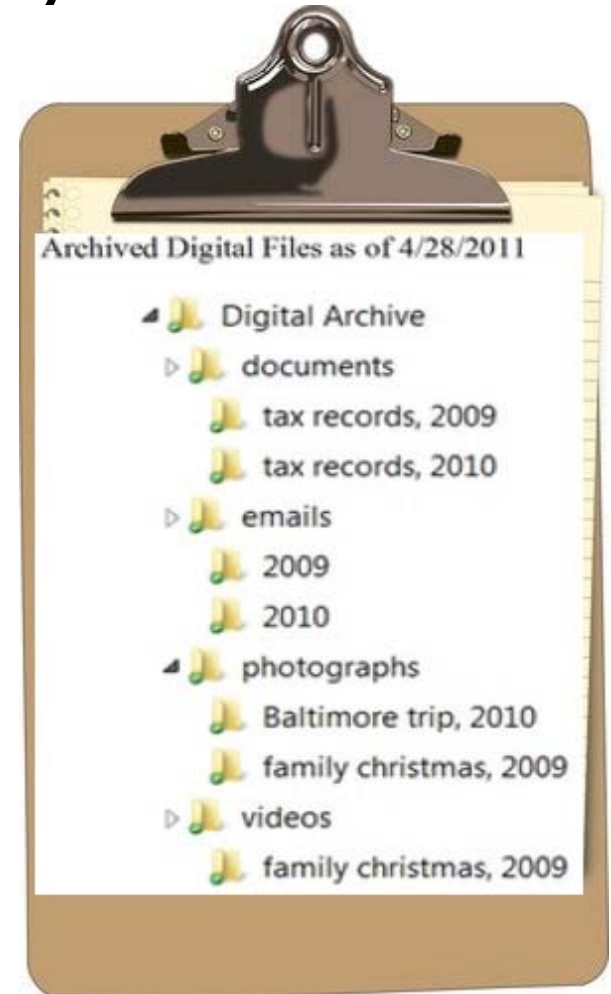 Archived Digital Files as of 4/28/2011
Digital Archive
documents
tax records, 2009
tax records, 2010
emails
2009
2010
photographs
Baltimore trip, 2010
family christmas, 2009
videos
family christmas, 2009